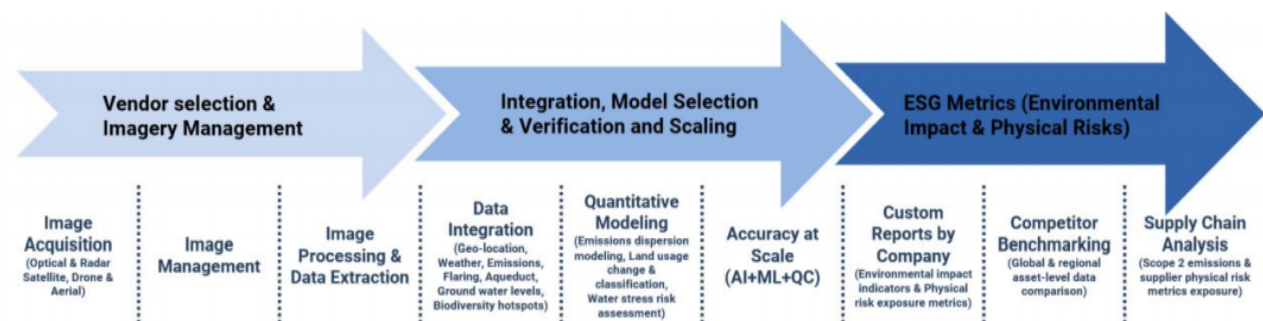 Vendor selection &
Imagery Management
Integration, Model Selection
& Verification and Scaling
ESG Metrics (Environmental
Impact & Physical Risks)
Image
Acquisition
(Optical & Radar
Satellite, Drone &
Aerial)
Image
Management
Image
Processing &
Data Extraction
Data
Integration
(Geo-location,
Weather, Emissions,
Flaring, Aqueduct,
Ground water levels,
Biodiversity hotspots)
Quantitative
Modeling
(Emissions dispersion
modeling, Land usage
change &
classification,
Water stress risk
assessment)
Accuracy at
Scale
(AI+ML+QC)
Custom
Reports by
Company
(Environmental impact
indicators & Physical
risk exposure metrics)
Competitor
Benchmarking
(Global & regional
asset-level data
comparison)
Supply Chain
Analysis
(Scope 2 emissions &
supplier physical risk
metrics exposure)